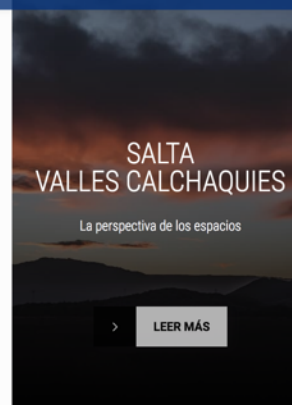 SALTA
VALLES CALCHAQUIES
La perspectiva de los espacios
> LEER MÁS